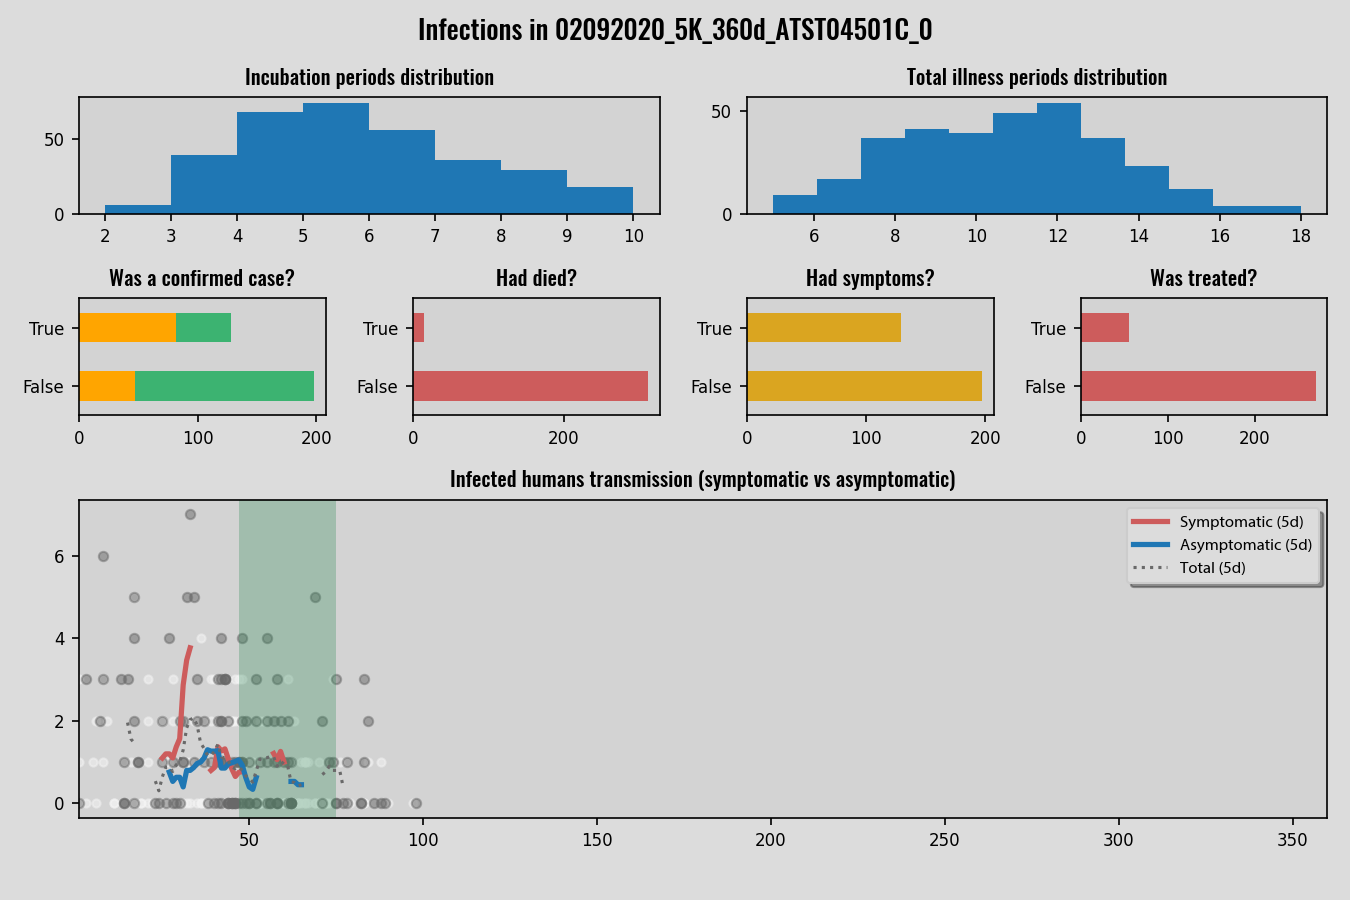 Infections in 02092020_5K_360d_ATST04501C_0
Incubation periods distribution
Total illness periods distribution
50
0
2 3 4 5 6 7 8 9 10
50
0
6 8 10 12 14 16 18
Was a confirmed case?
Had died?
Had symptoms?
Was treated?
True
False
0 100 200
True
False
0 200
True
False
0 100 200
True
False
0 100 200
Infected humans transmission (symptomatic vs asymptomatic)
Symptomatic (5d)
Asymptomatic (5d)
Total (5d)
6
4
2
0
50 100 150 200 250 300 350